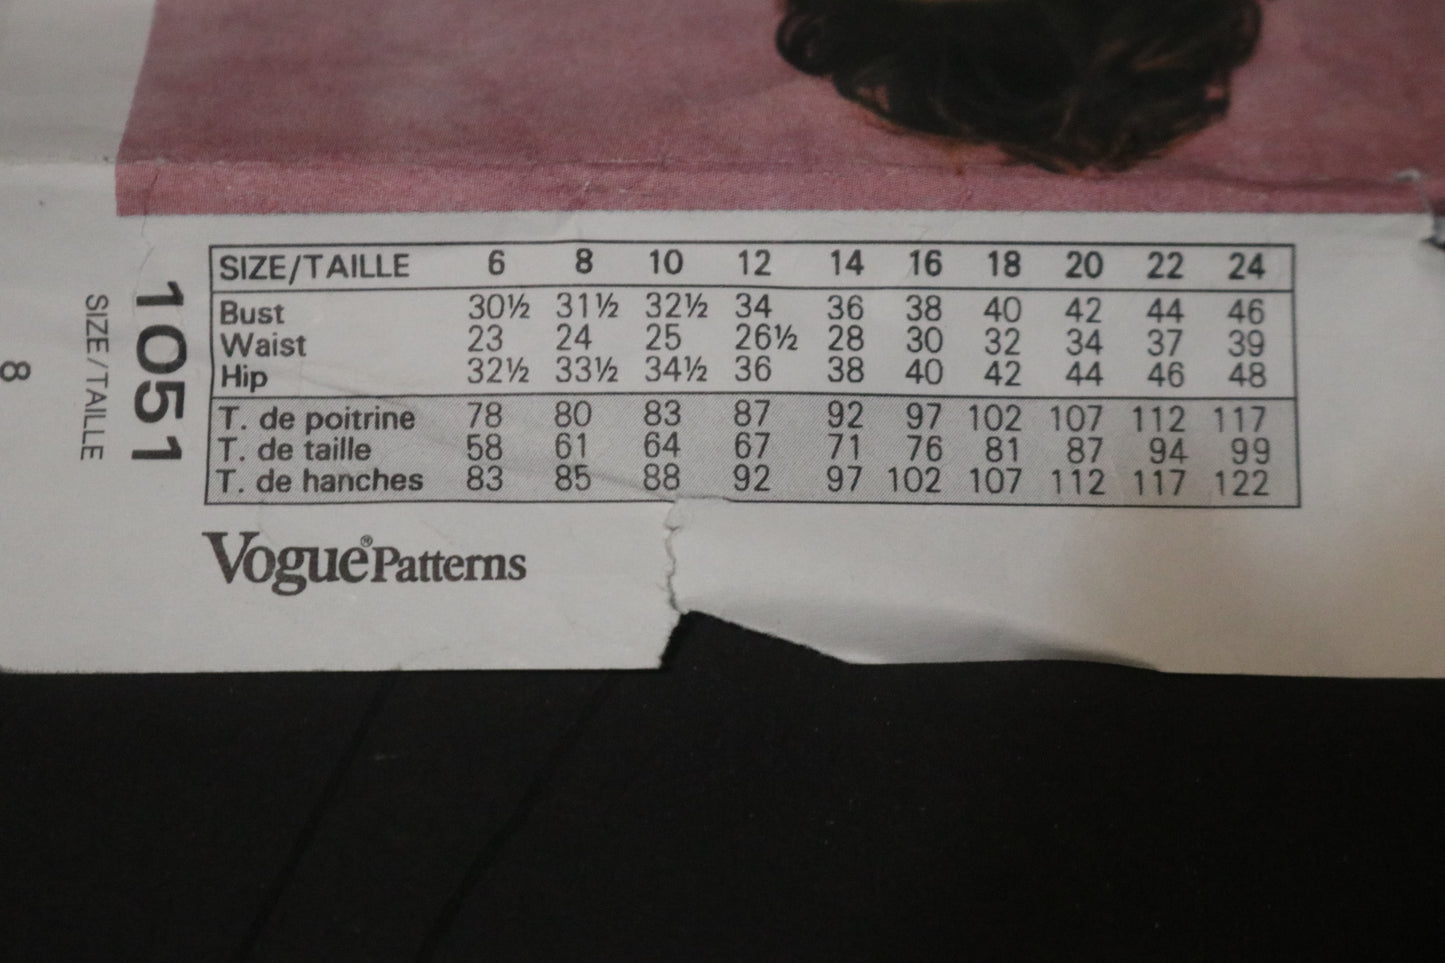 SIZE/TAILLE 6 8 10 12 14 16 18 20 22 24
Bust 30½ 31½ 32½ 34 36 38 40 42 44 46
Waist 23 24 25 26½ 28 30 32 34 37 39
Hip 32½ 33½ 34½ 36 38 40 42 44 46 48
T. de poitrine 78 80 83 87 92 97 102 107 112 117
T. de taille 58 61 64 67 71 76 81 87 94 99
T. de hanches 83 85 88 92 97 102 107 112 117 122
Vogue® Patterns
1051
SIZE/TAILLE
8